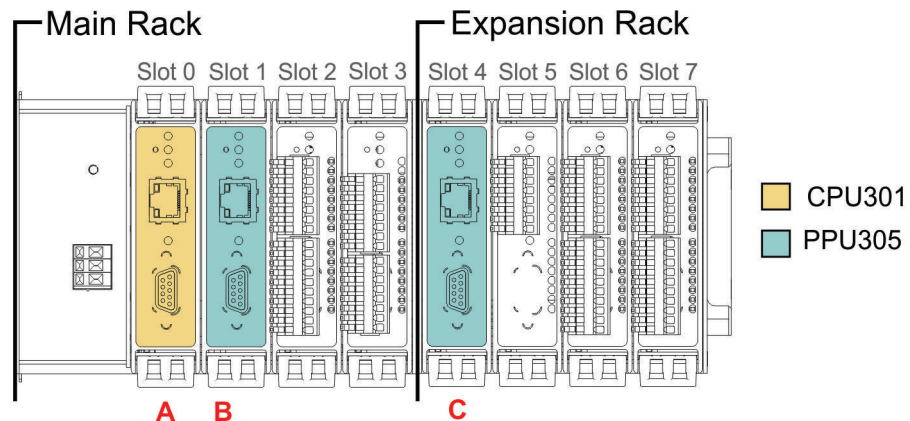 Main Rack
Expansion Rack
Slot 0 Slot 1 Slot 2 Slot 3 Slot 4 Slot 5 Slot 6 Slot 7
CPU301
PPU305
A B C